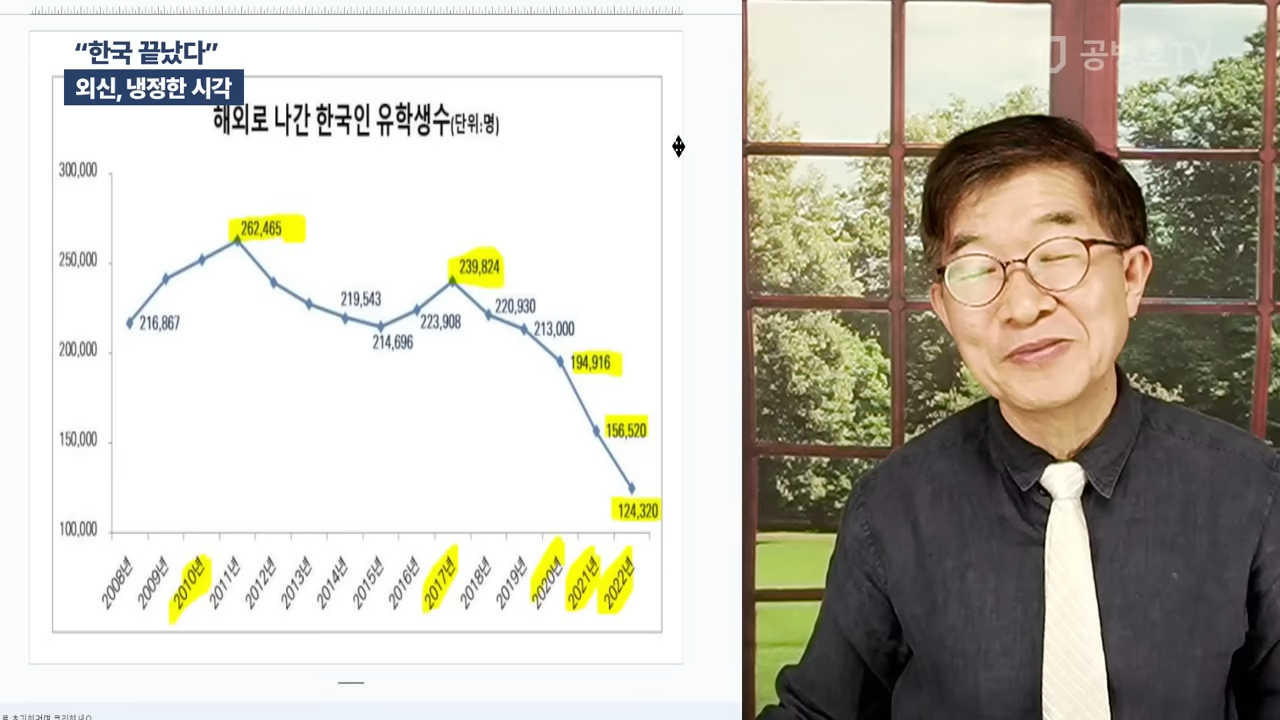 “한국 끝났다”
외신, 냉정한 시각
공병호TV
해외로 나간 한국인 유학생수(단위:명)
300,000
250,000
200,000
150,000
100,000
216,867
262,465
219,543
214,696
223,908
239,824
220,930
213,000
194,916
156,520
124,320
2008년
2009년
2010년
2011년
2012년
2013년
2014년
2015년
2016년
2017년
2018년
2019년
2020년
2021년
2022년